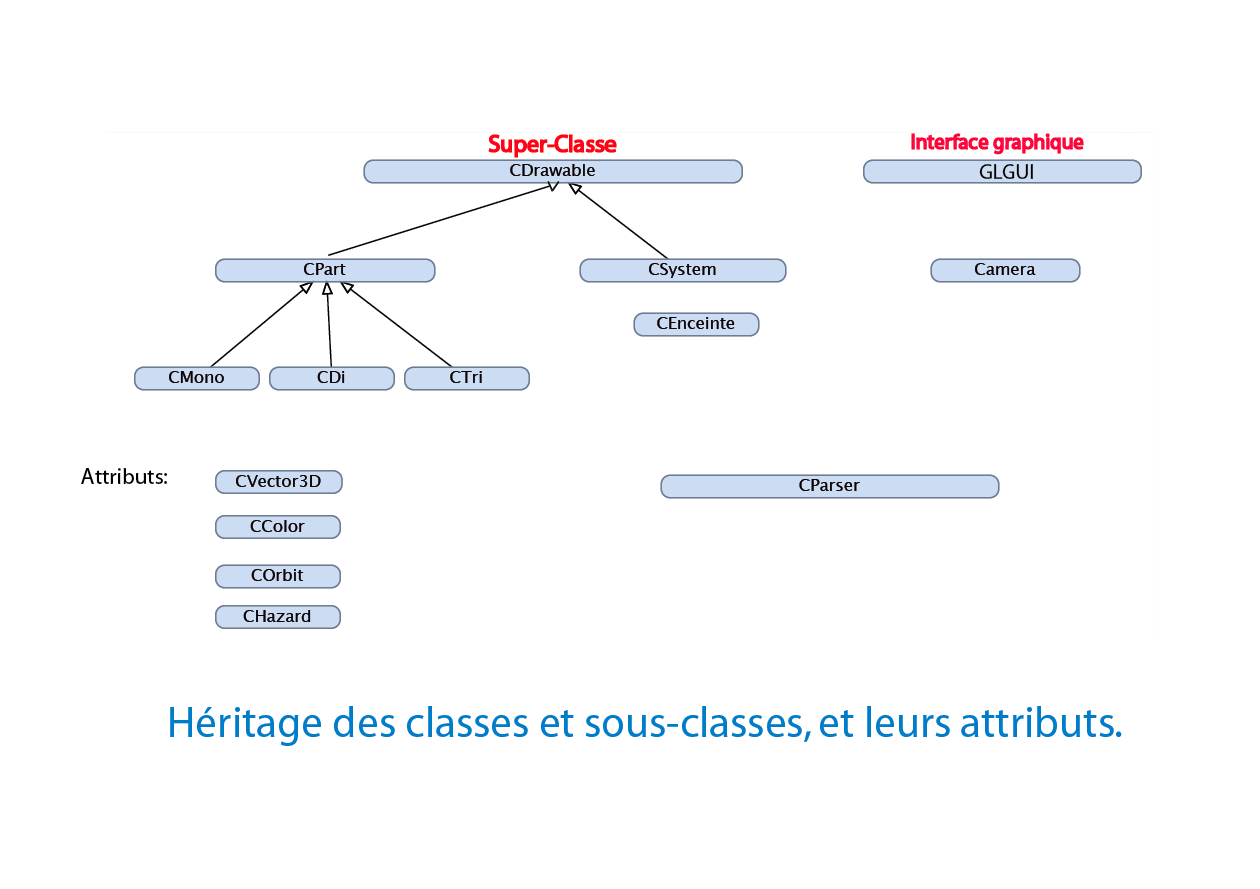 Super-Classe
Interface graphique
CDrawable
GLGUI
CPart
CSystem
Camera
CEnceinte
CMono
CDi
CTri
Attributs:
CVector3D
CParser
CColor
COrbit
CHazard
Héritage des classes et sous-classes, et leurs attributs.